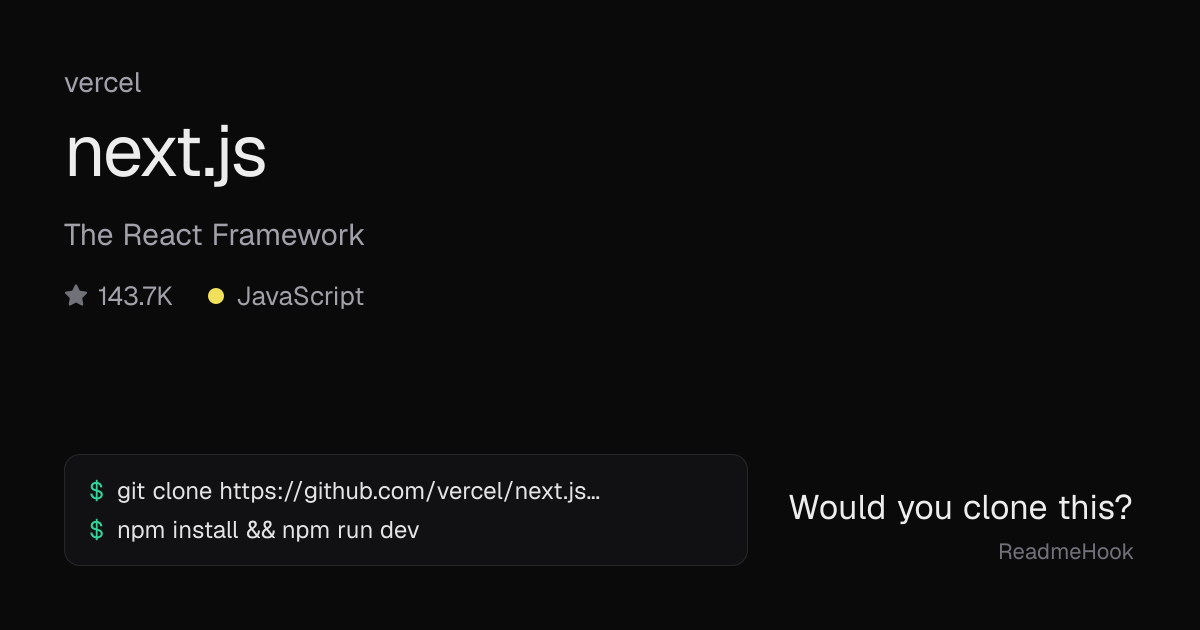 vercel
next.js
The React Framework
143.7K JavaScript
$ git clone https://github.com/vercel/next.js…
$ npm install && npm run dev
Would you clone this?
ReadmeHook